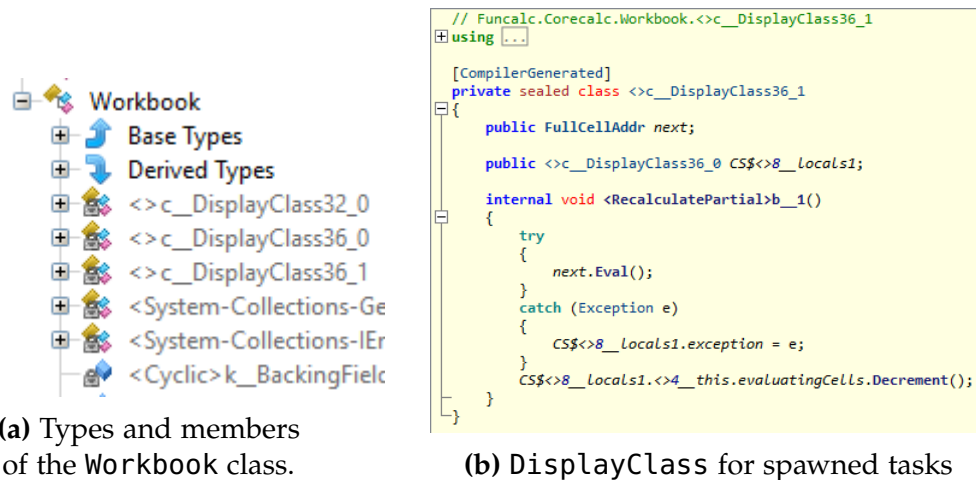 Workbook
Base Types
Derived Types
<>c__DisplayClass32_0
<>c__DisplayClass36_0
<>c__DisplayClass36_1
<System-Collections-Ge
<System-Collections-IEr
<Cyclic>k__BackingField
(a) Types and members
of the Workbook class.
// Funcalc.Corecalc.Workbook.<>c__DisplayClass36_1
using ...
[CompilerGenerated]
private sealed class <>c__DisplayClass36_1
{
public FullCellAddr next;
public <>c__DisplayClass36_0 CS$<>8__locals1;
internal void <RecalculatePartial>b__1()
{
try
{
next.Eval();
}
catch (Exception e)
{
CS$<>8__locals1.exception = e;
}
CS$<>8__locals1.<>4__this.evaluatingCells.Decrement();
}
}
(b) DisplayClass for spawned tasks